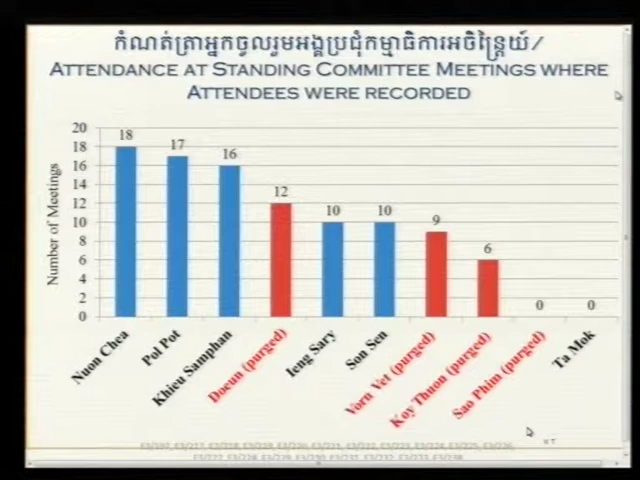 កំណត់ត្រាអ្នកចូលរួមអង្គប្រជុំកម្មាធិការអចិន្ត្រៃយ៍/
ATTENDANCE AT STANDING COMMITTEE MEETINGS WHERE
ATTENDEES WERE RECORDED
Number of Meetings
20
18
16
14
12
10
8
6
4
2
0
18
17
16
12
10
10
9
6
0
0
Nuon Chea
Pol Pot
Khieu Samphan
Doeun (purged)
Ieng Sary
Son Sen
Vorn Vet (purged)
Koy Thuon (purged)
Sao Phim (purged)
Ta Mok